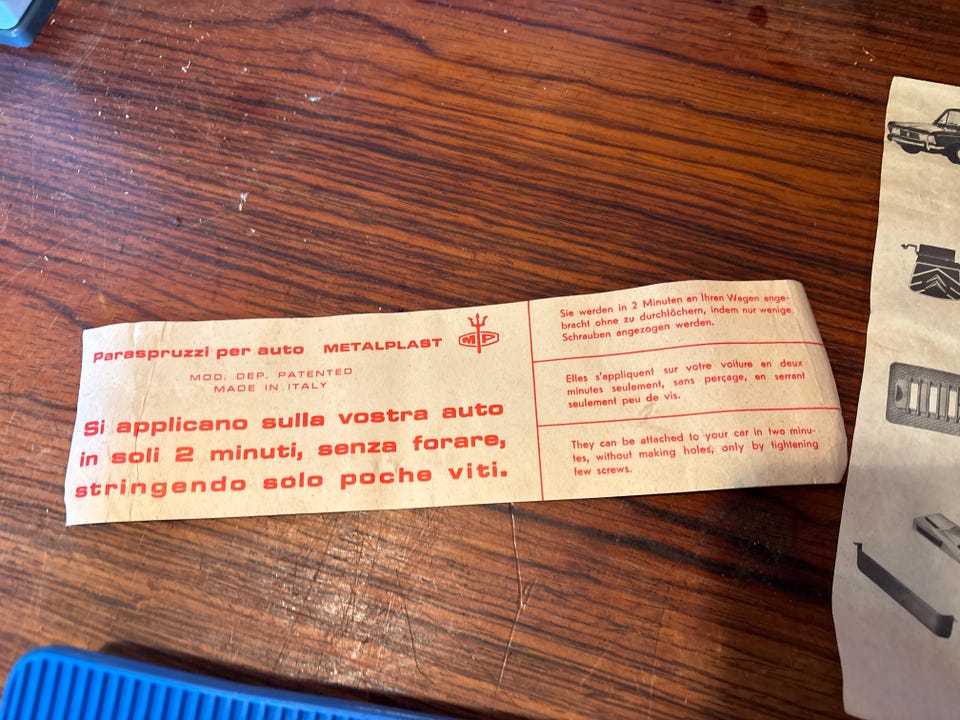 paraspruzzi per auto METALPLAST MP
MOD. DEP. PATENTED
MADE IN ITALY
Si applicano sulla vostra auto
in soli 2 minuti, senza forare,
stringendo solo poche viti.
Sie werden in 2 Minuten an Ihren Wagen ange-
bracht ohne zu durchlöchern, indem nur wenige
Schrauben angezogen werden.
Elles s'appliquent sur votre voiture en deux
minutes seulement, sans perçage, en serrant
seulement peu de vis.
They can be attached to your car in two minu-
tes, without making holes, only by tightening
few screws.